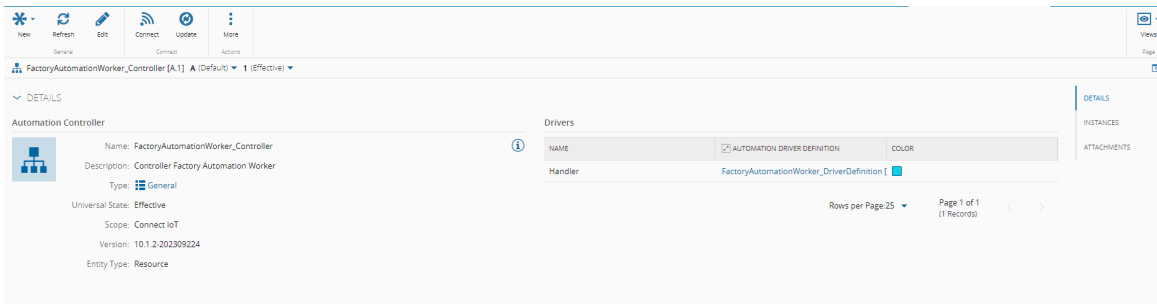 New Refresh Edit Connect Update More Views
General Connect Actions Page
FactoryAutomationWorker_Controller [A.1] A (Default) 1 (Effective)
DETAILS
DETAILS
INSTANCES
ATTACHMENTS
Automation Controller
Name: FactoryAutomationWorker_Controller
Description: Controller Factory Automation Worker
Type: General
Universal State: Effective
Scope: Connect IoT
Version: 10.1.2-202309224
Entity Type: Resource
Drivers
NAME AUTOMATION DRIVER DEFINITION COLOR
Handler FactoryAutomationWorker_DriverDefinition [
Rows per Page:25 Page 1 of 1
(1 Records)